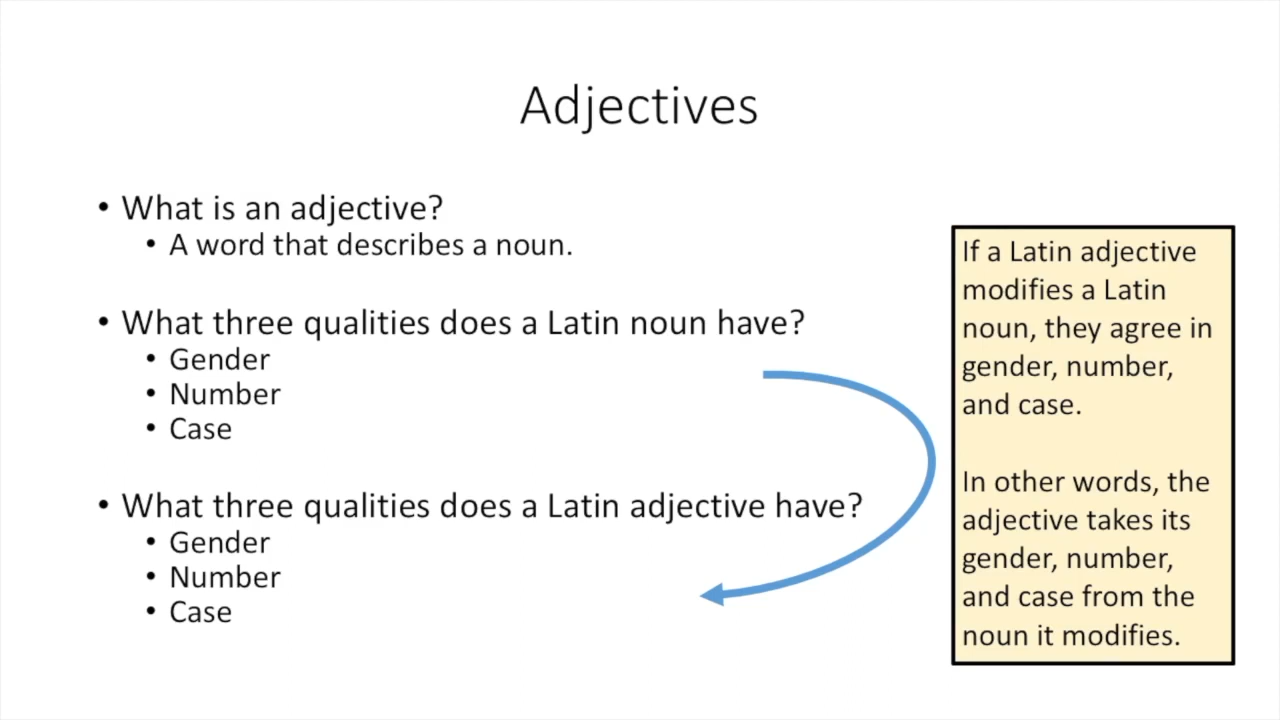 Adjectives
• What is an adjective?
• A word that describes a noun.
• What three qualities does a Latin noun have?
• Gender
• Number
• Case
• What three qualities does a Latin adjective have?
• Gender
• Number
• Case
If a Latin adjective
modifies a Latin
noun, they agree in
gender, number,
and case.
In other words, the
adjective takes its
gender, number,
and case from the
noun it modifies.